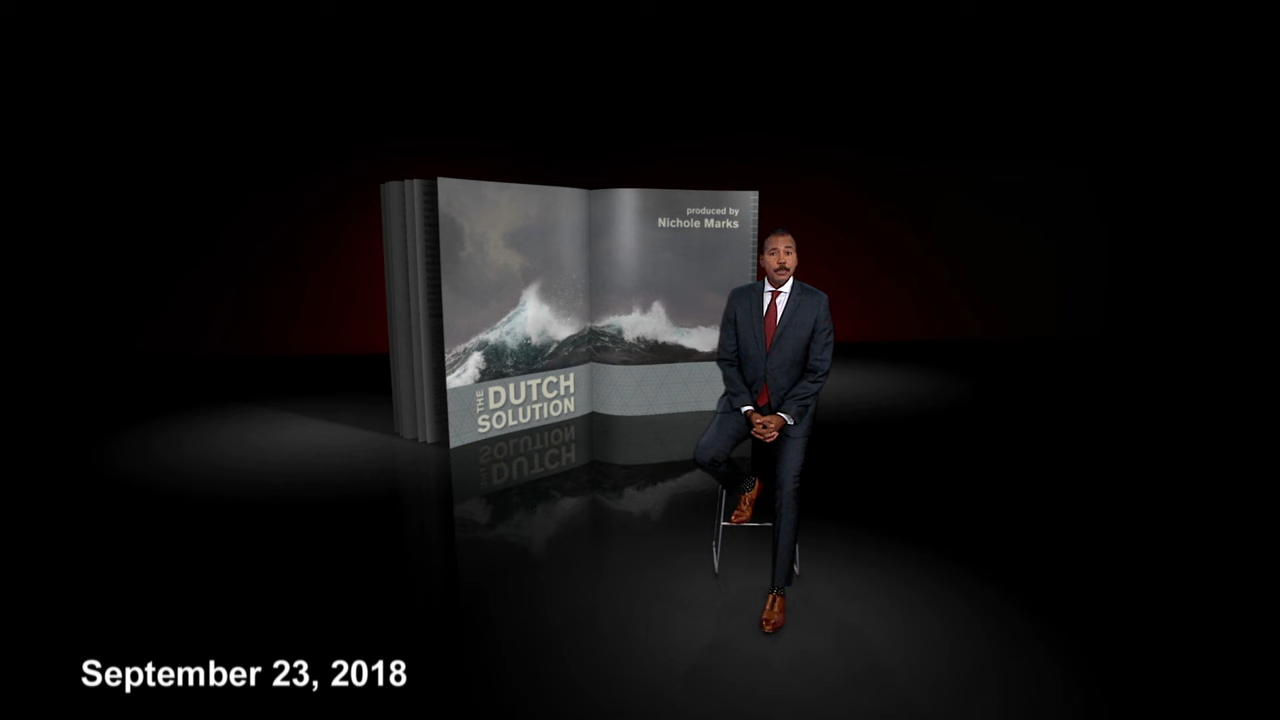 produced by
Nichole Marks
THE
DUTCH
SOLUTION
September 23, 2018